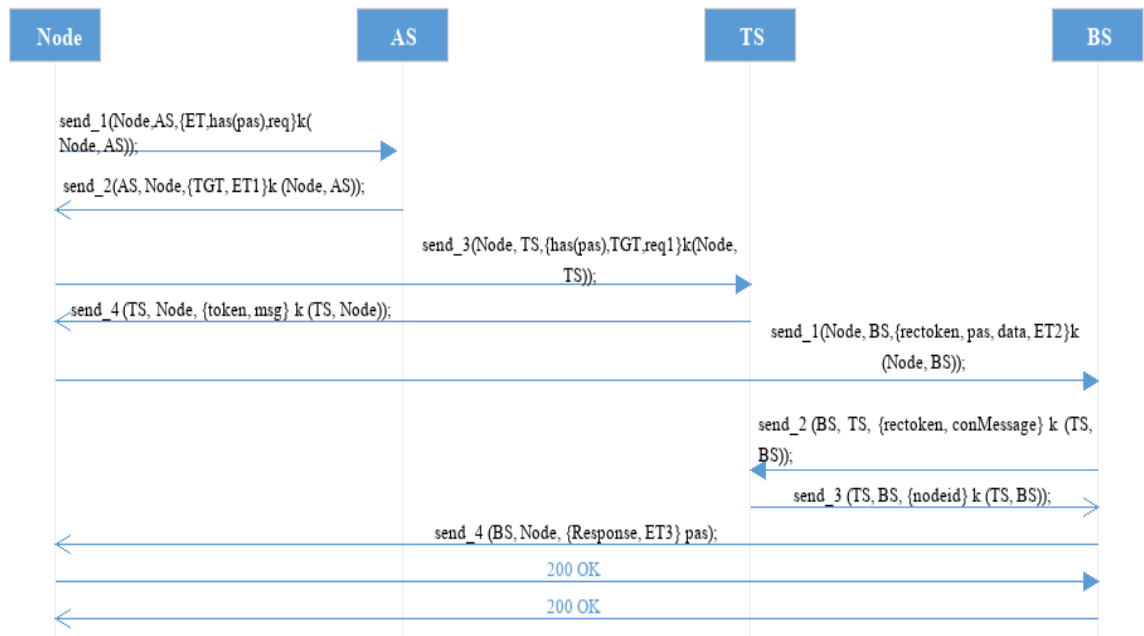 Node
AS
TS
BS
send_1(Node,AS,{ET,has(pas),req}k(
Node, AS));
send_2(AS, Node,{TGT, ET1}k (Node, AS));
send_3(Node, TS,{has(pas),TGT,req1}k(Node,
TS));
send_4 (TS, Node, {token, msg} k (TS, Node));
send_1(Node, BS,{rectoken, pas, data, ET2}k
(Node, BS));
send_2 (BS, TS, {rectoken, conMessage} k (TS,
BS));
send_3 (TS, BS, {nodeid} k (TS, BS));
send_4 (BS, Node, {Response, ET3} pas);
200 OK
200 OK